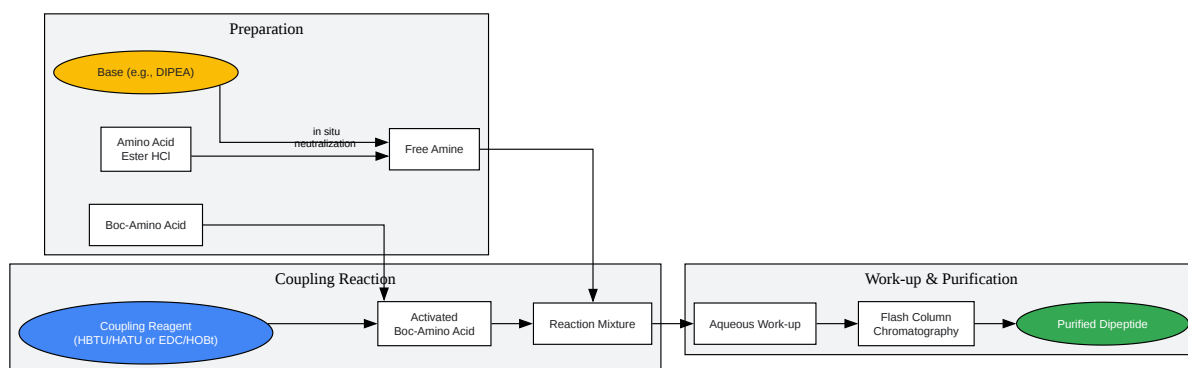 Preparation
Base (e.g., DIPEA)
in situ
neutralization
Amino Acid
Ester HCl
Free Amine
Boc-Amino Acid
Coupling Reaction
Coupling Reagent
(HBTU/HATU or EDC/HOBt)
Activated
Boc-Amino Acid
Reaction Mixture
Work-up & Purification
Aqueous Work-up
Flash Column
Chromatography
Purified Dipeptide